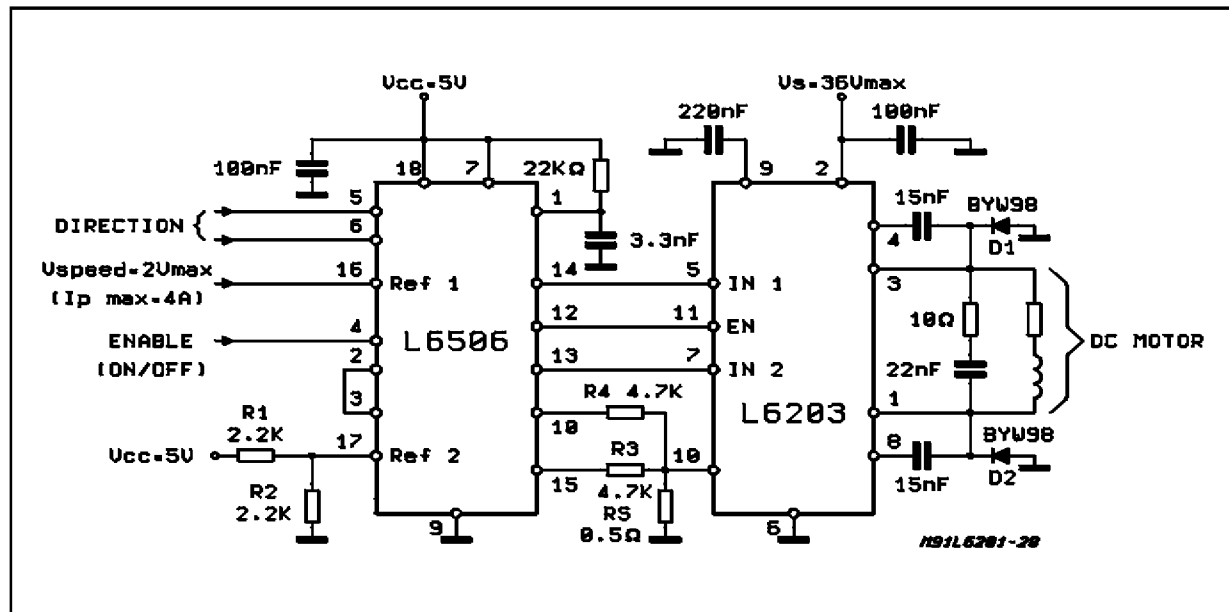 Vcc=5V
Vs=36Vmax
220nF
100nF
100nF
18
7
22KΩ
9
2
5
1
15nF
BYW98
DIRECTION {
6
3.3nF
4
D1
Vspeed=2Vmax
16
Ref 1
14
5
IN 1
3
(Ip max=4A)
12
11
EN
10Ω
ENABLE
4
L6506
DC MOTOR
(ON/OFF)
2
13
7
IN 2
22nF
3
R4 4.7K
L6203
1
R1
10
2.2K
R3
8
BYW98
Vcc=5V
17
Ref 2
10
15
4.7K
15nF
D2
R2
2.2K
9
RS
0.5Ω
6
M91L6201-20